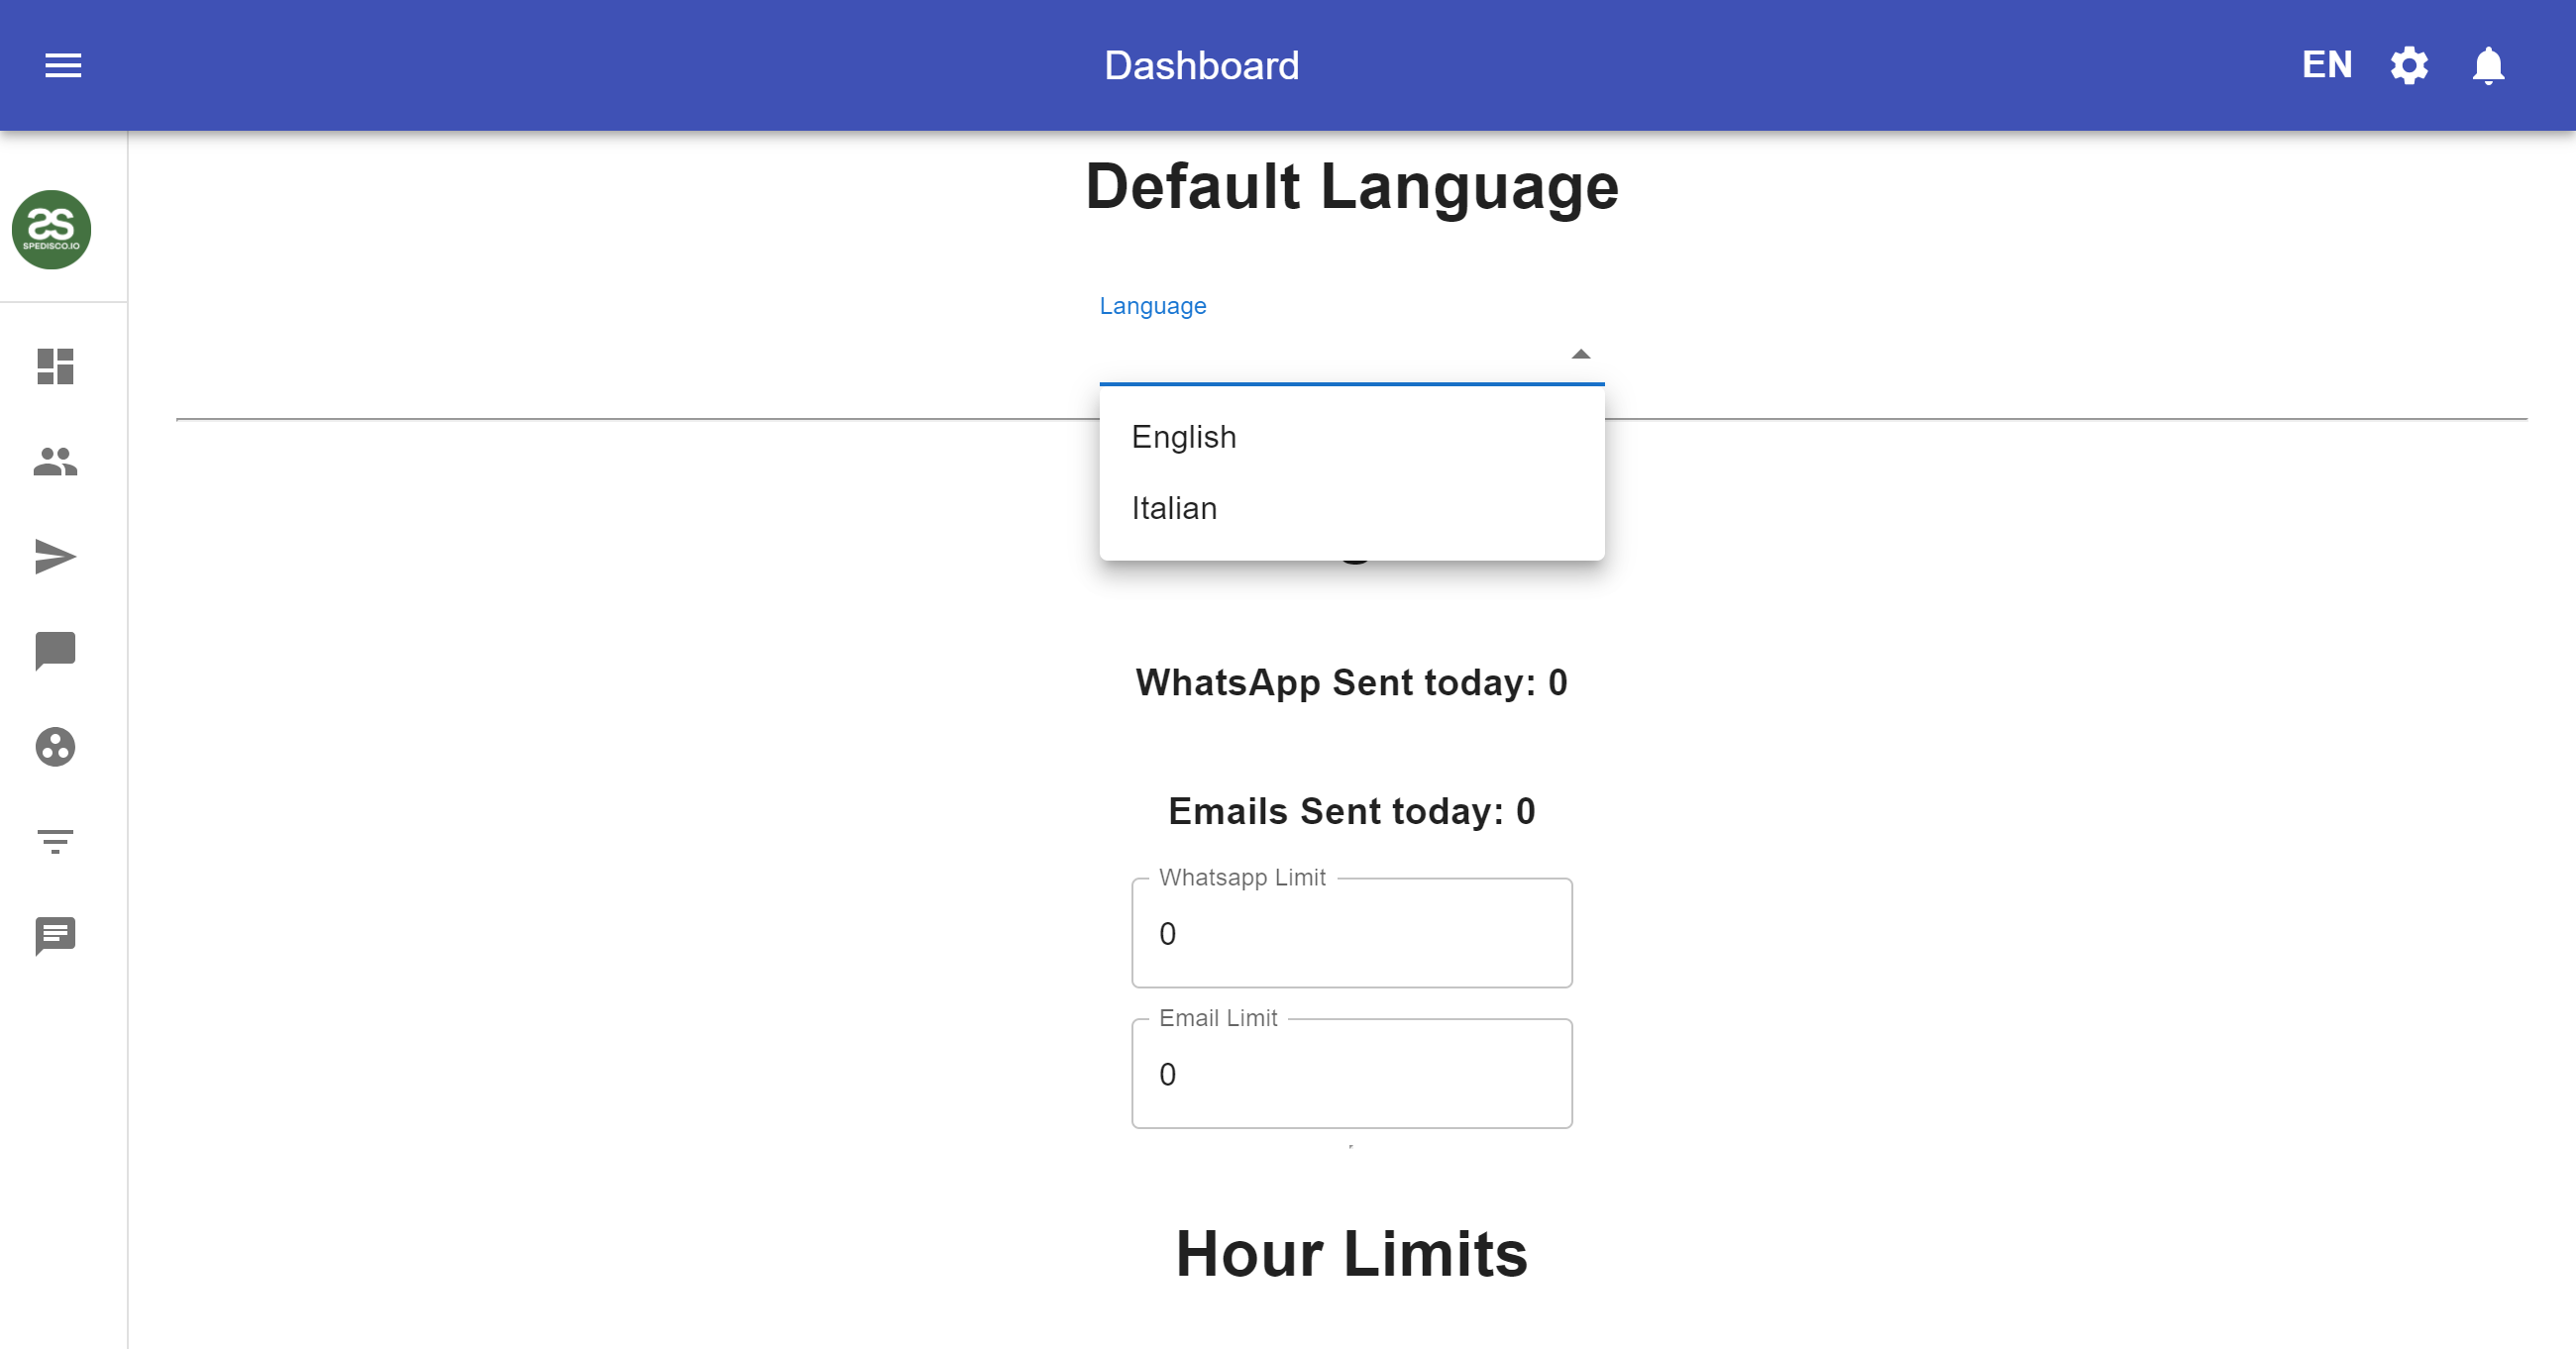 Dashboard
EN
SPEDISCO.IO
Default Language
Language
English
Italian
WhatsApp Sent today: 0
Emails Sent today: 0
Whatsapp Limit
0
Email Limit
0
Hour Limits